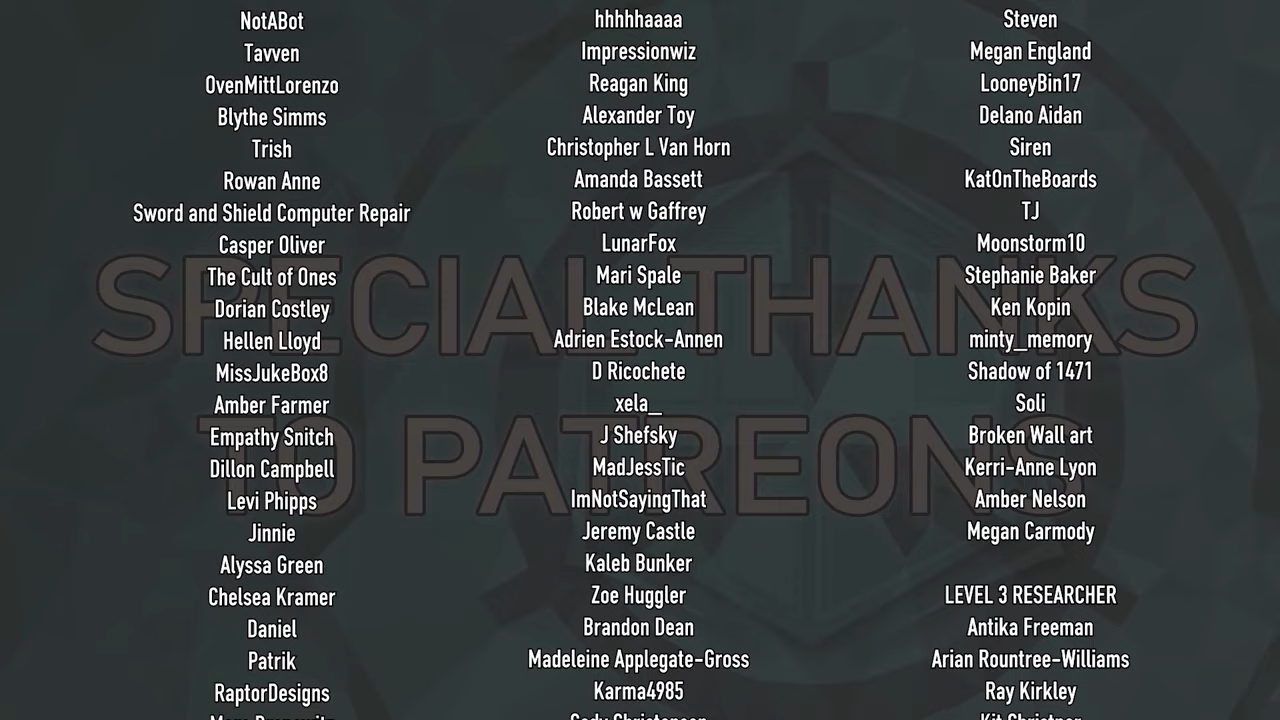 SPECIAL THANKS
TO PATREONS
NotABot
Tavven
OvenMittLorenzo
Blythe Simms
Trish
Rowan Anne
Sword and Shield Computer Repair
Casper Oliver
The Cult of Ones
Dorian Costley
Hellen Lloyd
MissJukeBox8
Amber Farmer
Empathy Snitch
Dillon Campbell
Levi Phipps
Jinnie
Alyssa Green
Chelsea Kramer
Daniel
Patrik
RaptorDesigns
hhhhhaaaa
Impressionwiz
Reagan King
Alexander Toy
Christopher L Van Horn
Amanda Bassett
Robert w Gaffrey
LunarFox
Mari Spale
Blake McLean
Adrien Estock-Annen
D Ricochete
xela_
J Shefsky
MadJessTic
ImNotSayingThat
Jeremy Castle
Kaleb Bunker
Zoe Huggler
Brandon Dean
Madeleine Applegate-Gross
Karma4985
Steven
Megan England
LooneyBin17
Delano Aidan
Siren
KatOnTheBoards
TJ
Moonstorm10
Stephanie Baker
Ken Kopin
minty_memory
Shadow of 1471
Soli
Broken Wall art
Kerri-Anne Lyon
Amber Nelson
Megan Carmody
LEVEL 3 RESEARCHER
Antika Freeman
Arian Rountree-Williams
Ray Kirkley